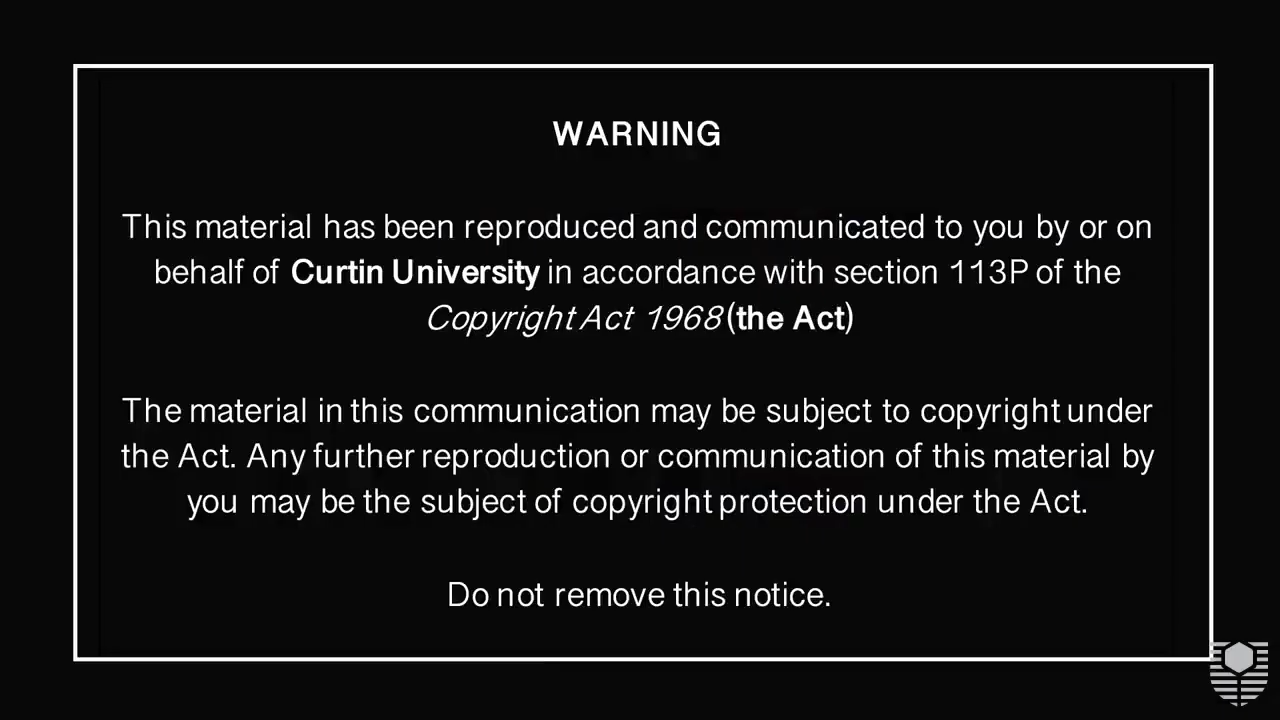 WARNING
This material has been reproduced and communicated to you by or on
behalf of Curtin University in accordance with section 113P of the
Copyright Act 1968 (the Act)
The material in this communication may be subject to copyright under
the Act. Any further reproduction or communication of this material by
you may be the subject of copyright protection under the Act.
Do not remove this notice.